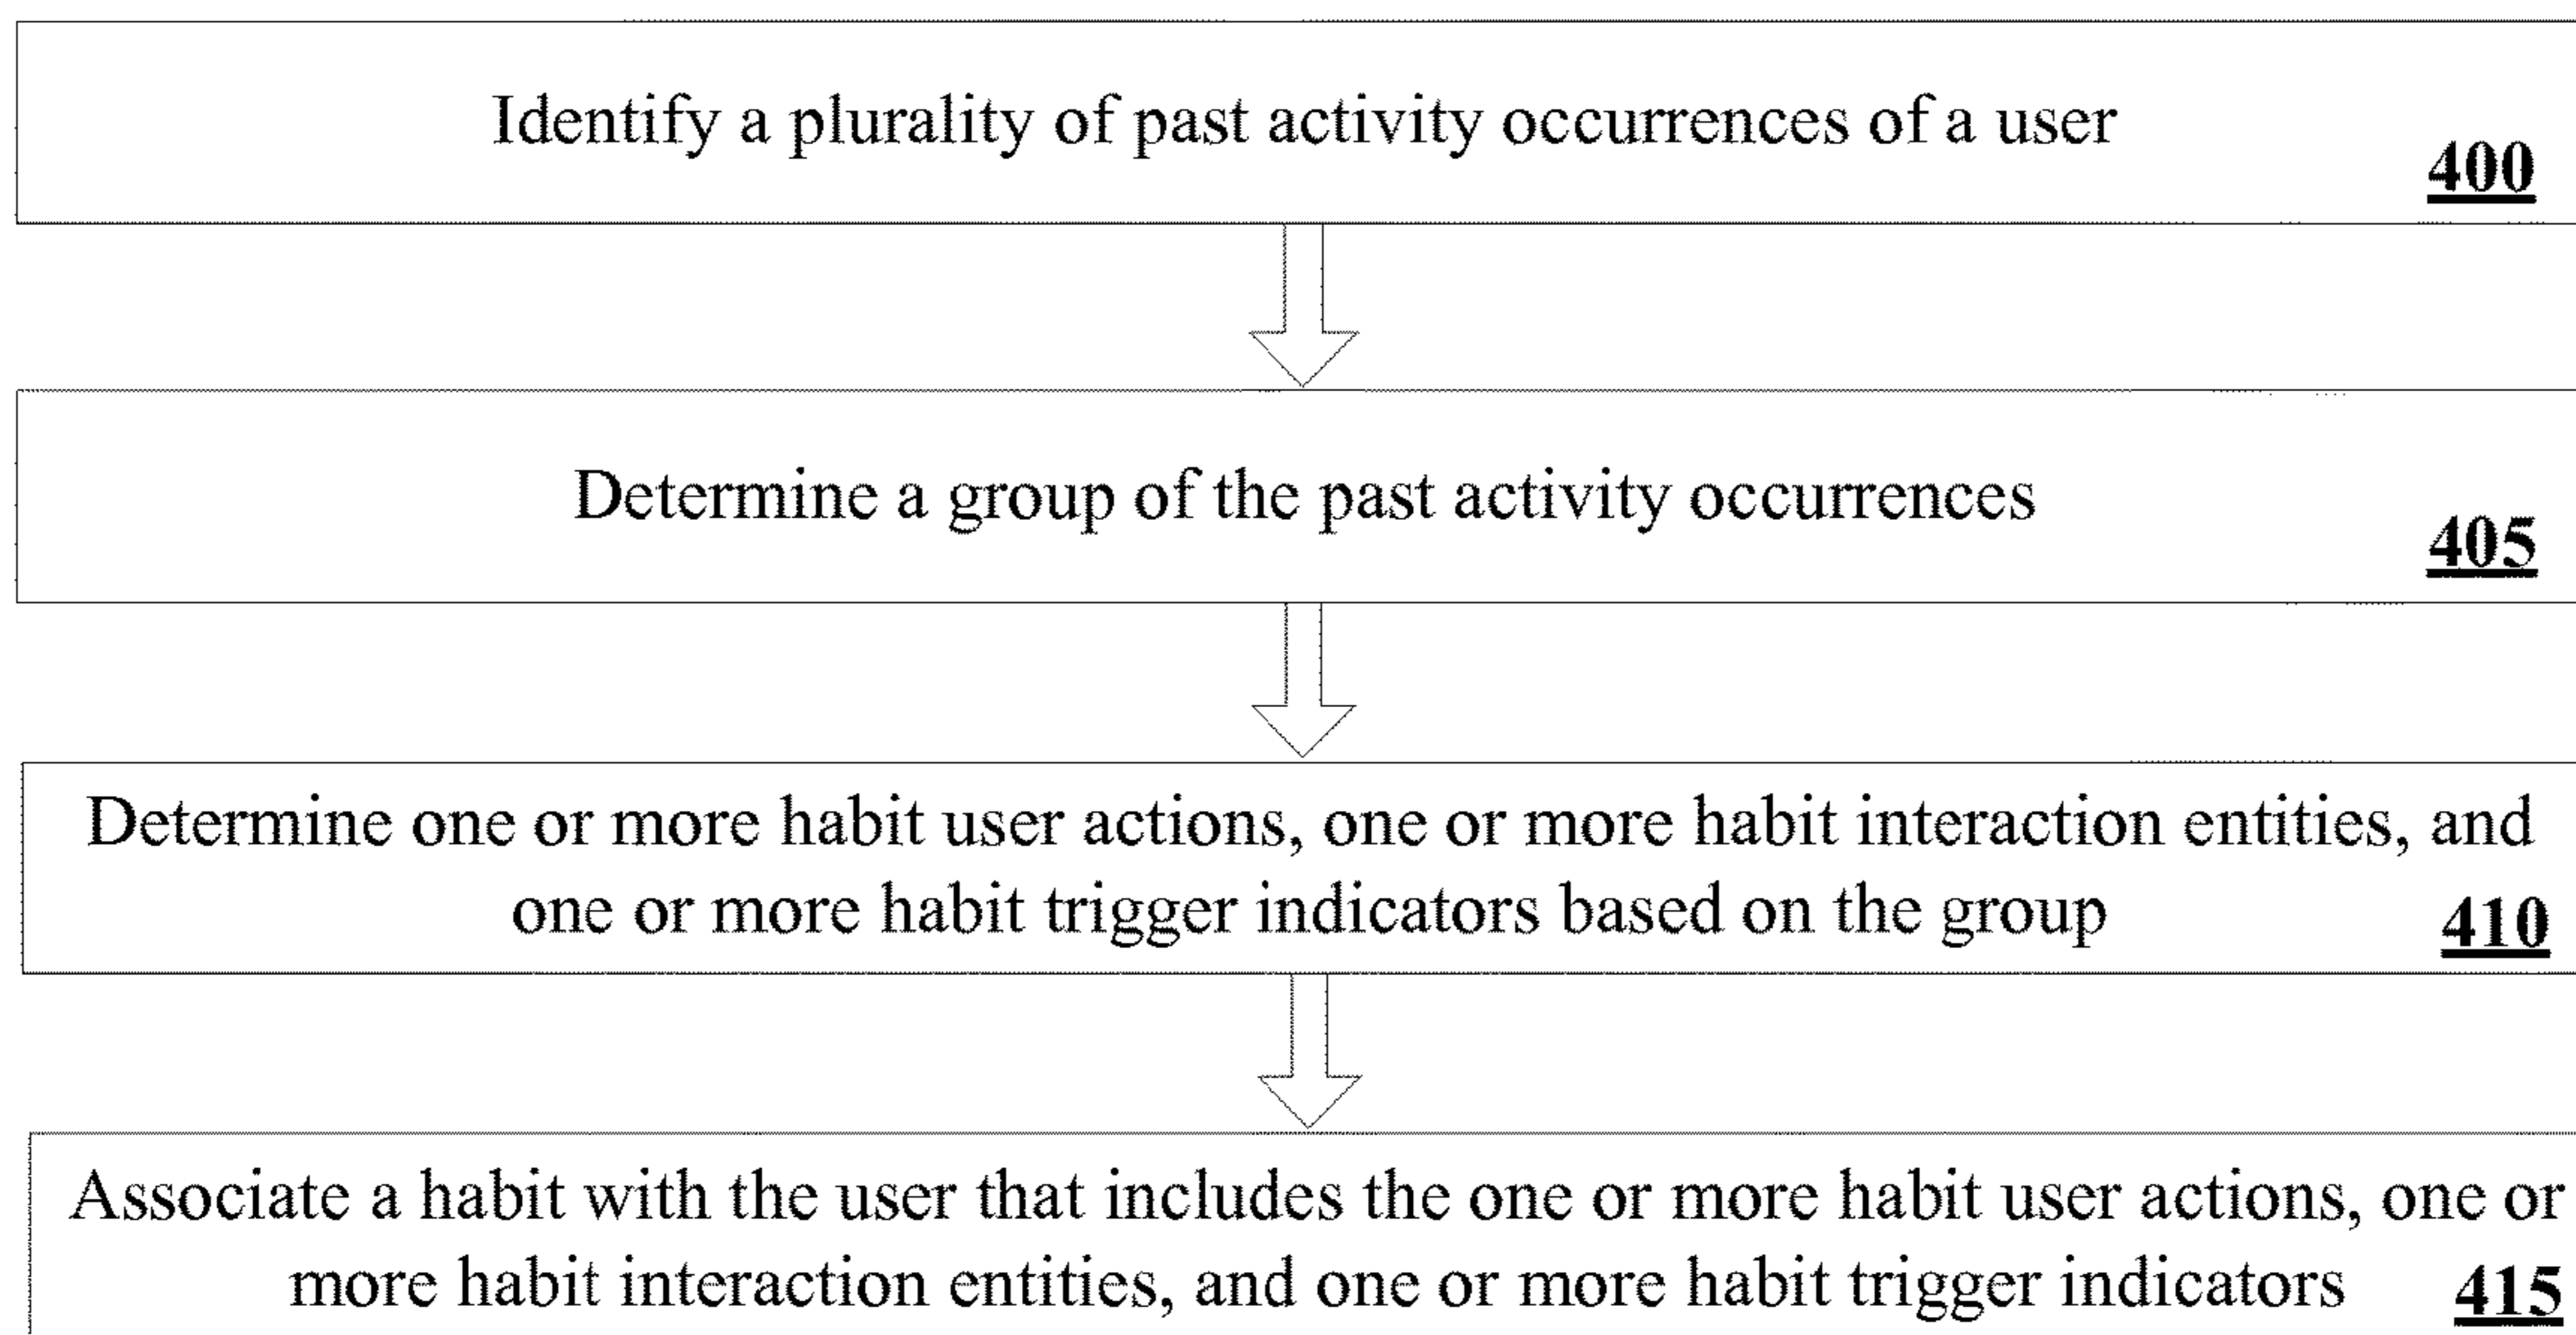 Identify a plurality of past activity occurrences of a user
400
Determine a group of the past activity occurrences
405
Determine one or more habit user actions, one or more habit interaction entities, and
one or more habit trigger indicators based on the group
410
Associate a habit with the user that includes the one or more habit user actions, one or
more habit interaction entities, and one or more habit trigger indicators
415